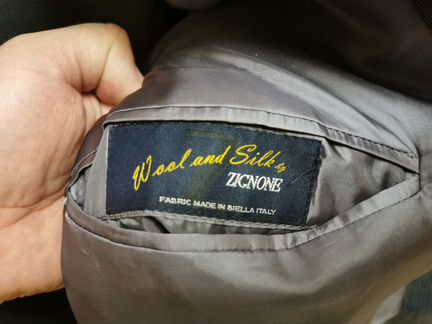 Wool and Silk by
ZIGNONE
FABRIC MADE IN BIELLA ITALY